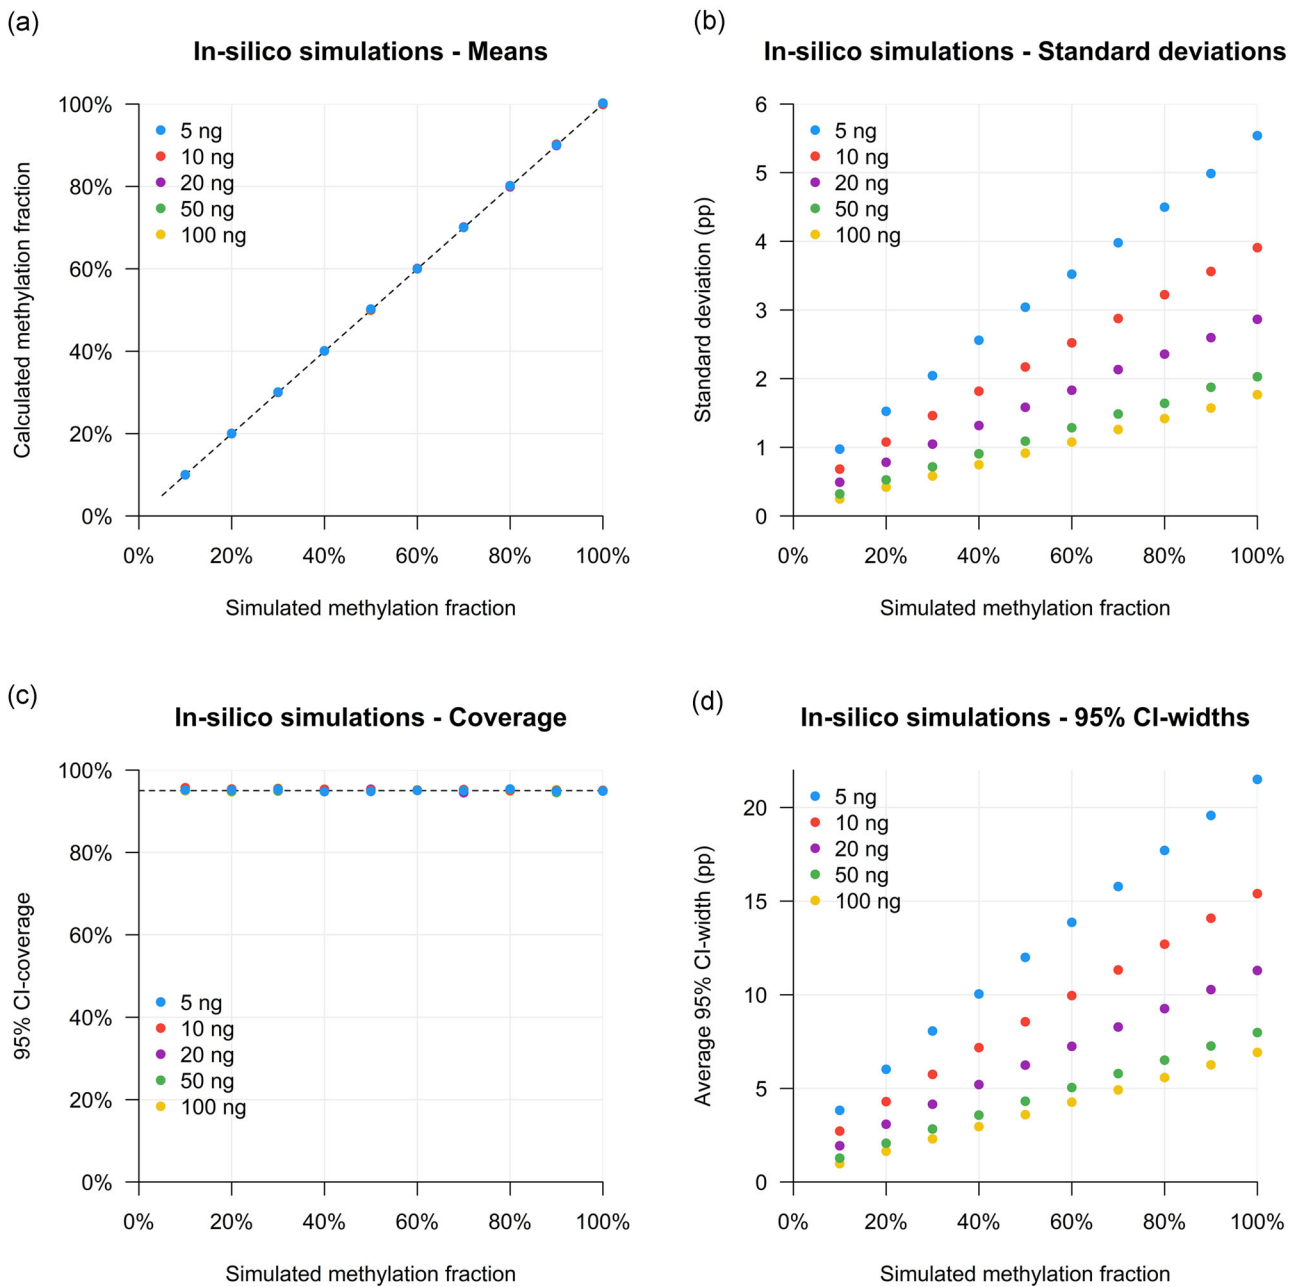 (a)
In-silico simulations - Means
100%
80%
60%
40%
20%
0%
Calculated methylation fraction
5 ng
10 ng
20 ng
50 ng
100 ng
0% 20% 40% 60% 80% 100%
Simulated methylation fraction
(b)
In-silico simulations - Standard deviations
6
5
4
3
2
1
0
Standard deviation (pp)
5 ng
10 ng
20 ng
50 ng
100 ng
0% 20% 40% 60% 80% 100%
Simulated methylation fraction
(c)
In-silico simulations - Coverage
100%
80%
60%
40%
20%
0%
95% CI-coverage
5 ng
10 ng
20 ng
50 ng
100 ng
0% 20% 40% 60% 80% 100%
Simulated methylation fraction
(d)
In-silico simulations - 95% CI-widths
20
15
10
5
0
Average 95% CI-width (pp)
5 ng
10 ng
20 ng
50 ng
100 ng
0% 20% 40% 60% 80% 100%
Simulated methylation fraction